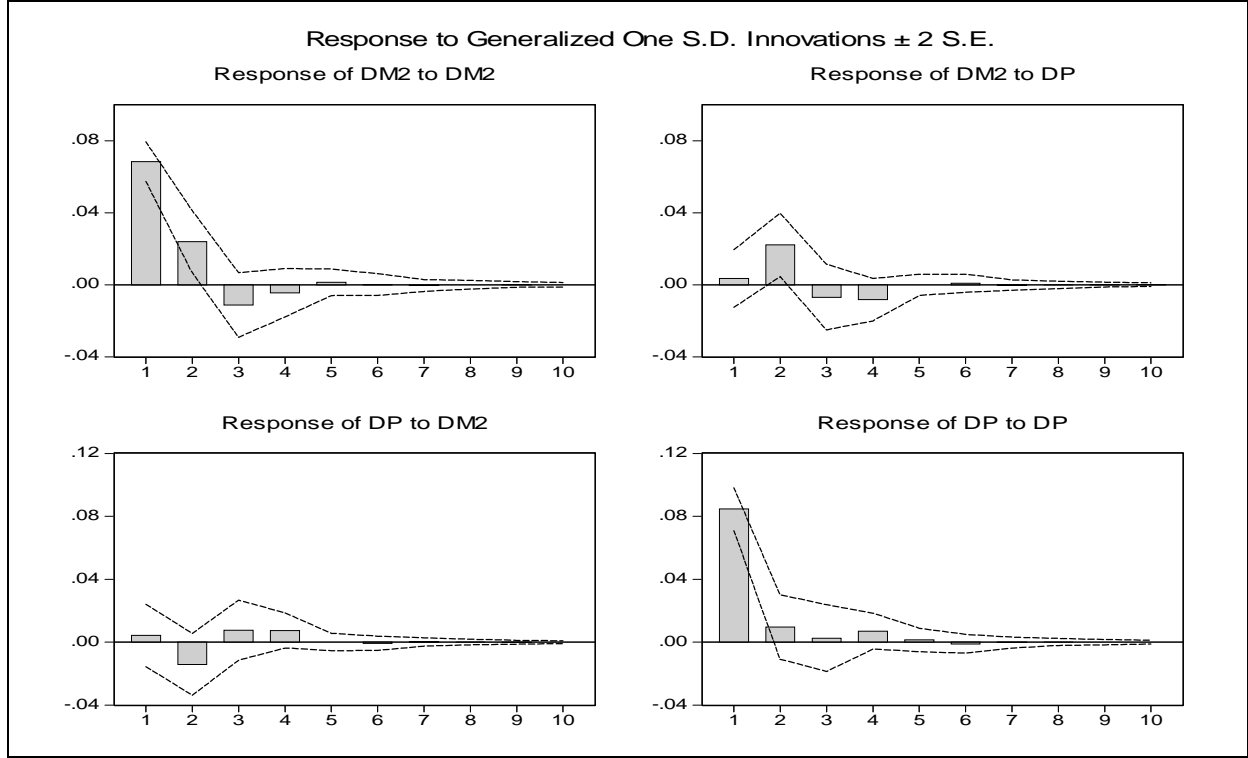 Response to Generalized One S.D. Innovations ± 2 S.E.
Response of DM2 to DM2
.08
.04
.00
-.04
1 2 3 4 5 6 7 8 9 10
Response of DM2 to DP
.08
.04
.00
-.04
1 2 3 4 5 6 7 8 9 10
Response of DP to DM2
.12
.08
.04
.00
-.04
1 2 3 4 5 6 7 8 9 10
Response of DP to DP
.12
.08
.04
.00
-.04
1 2 3 4 5 6 7 8 9 10